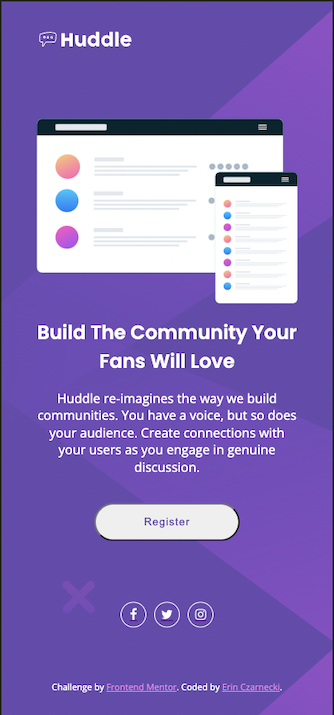 Huddle
Build The Community Your
Fans Will Love
Huddle re-imagines the way we build
communities. You have a voice, but so does
your audience. Create connections with
your users as you engage in genuine
discussion.
Register
Challenge by Frontend Mentor. Coded by Erin Czarnecki.